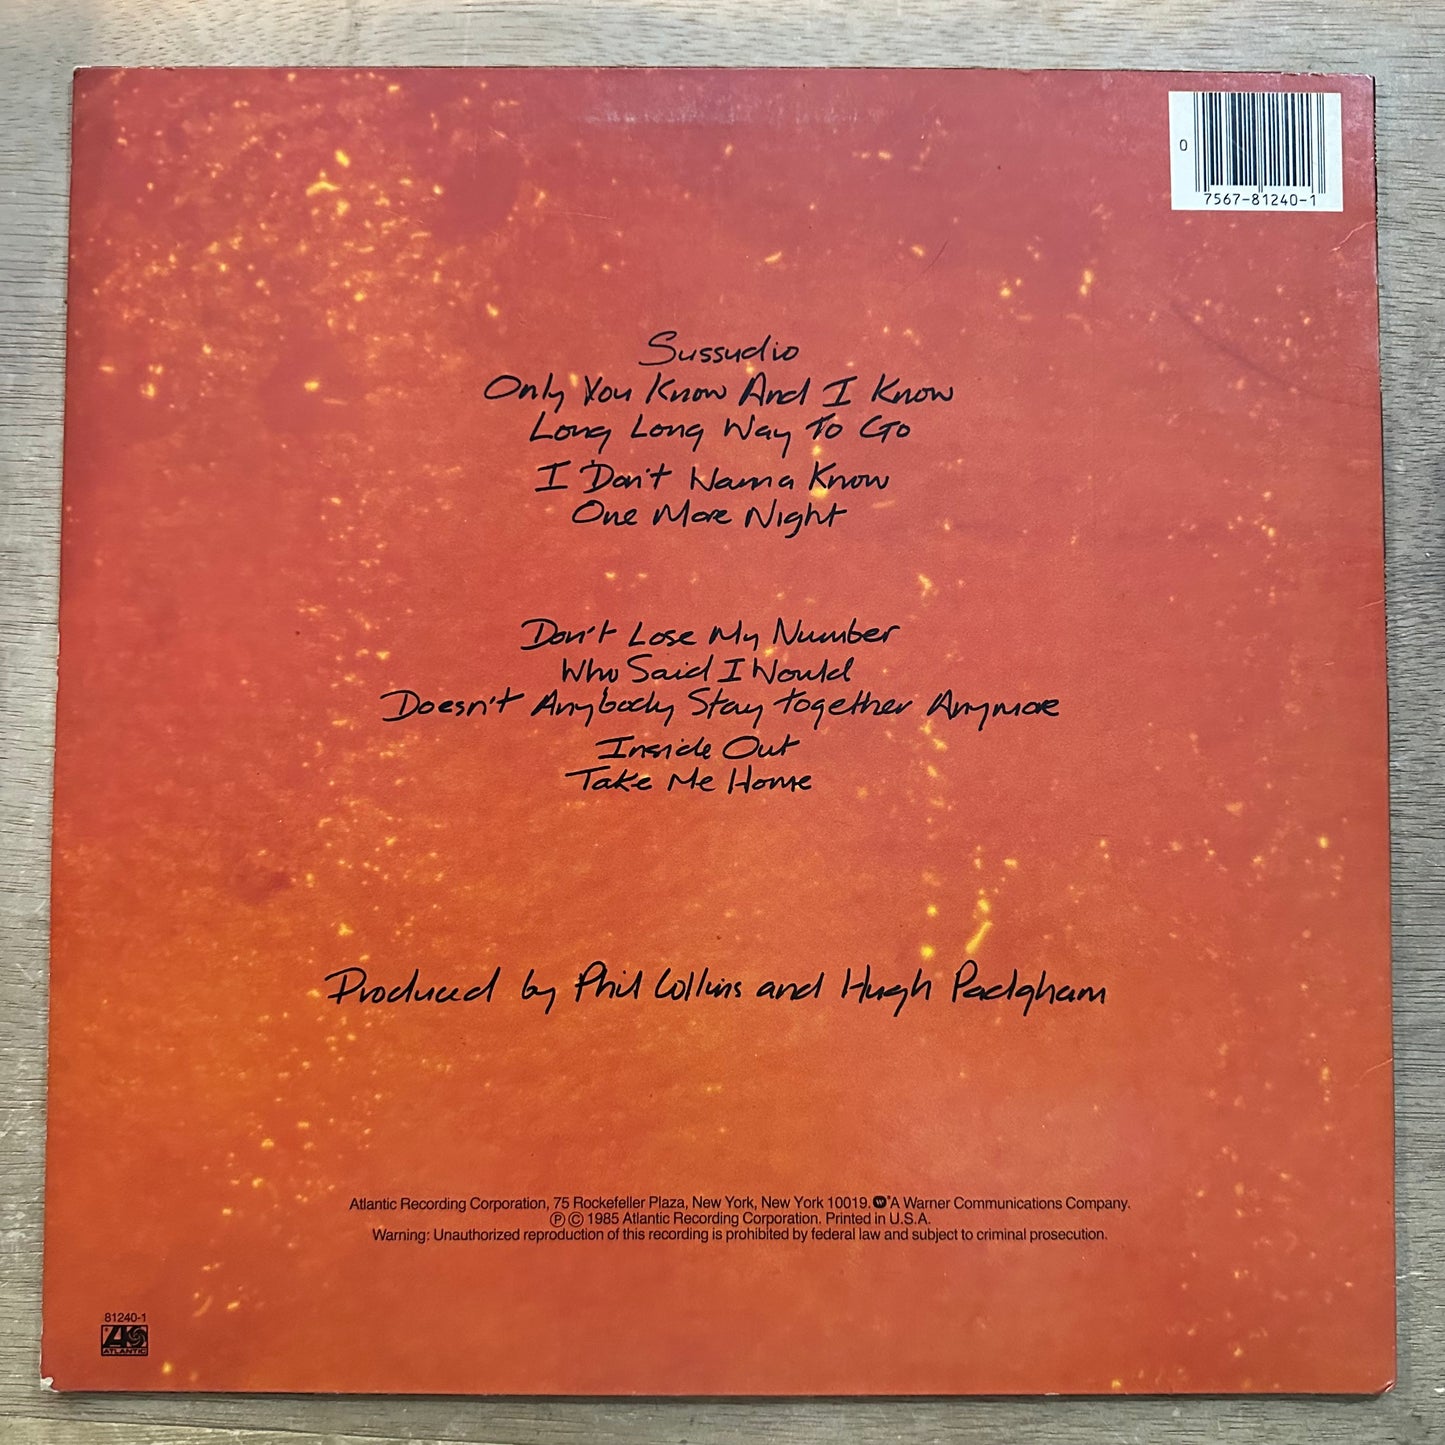 0
7567-81240-1
Sussudio
Only You Know And I Know
Long Long Way To Go
I Don't Wanna Know
One More Night
Don't Lose My Number
Who Said I Would
Doesn't Anybody Stay Together Anymore
Inside Out
Take Me Home
Produced by Phil Collins and Hugh Padgham
Atlantic Recording Corporation, 75 Rockefeller Plaza, New York, New York 10019. W ® A Warner Communications Company.
Ⓟ © 1985 Atlantic Recording Corporation. Printed in U.S.A.
Warning: Unauthorized reproduction of this recording is prohibited by federal law and subject to criminal prosecution.
81240-1
ATLANTIC